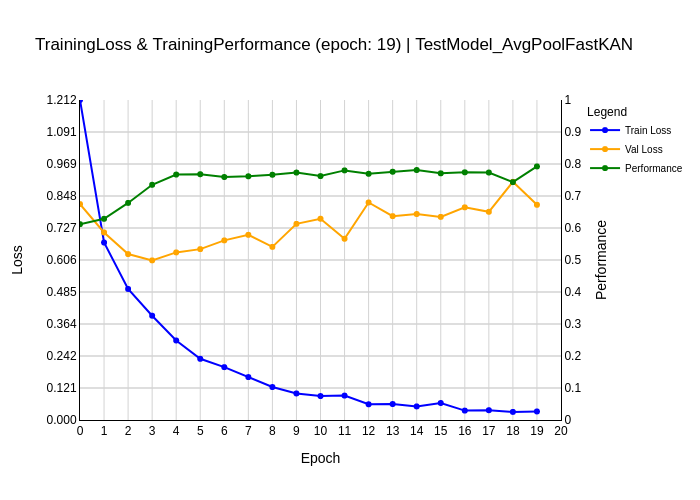 TrainingLoss & TrainingPerformance (epoch: 19) | TestModel_AvgPoolFastKAN
1.212
1.091
0.969
0.848
0.727
0.606
0.485
0.364
0.242
0.121
0.000
Loss
0 1 2 3 4 5 6 7 8 9 10 11 12 13 14 15 16 17 18 19 20
Epoch
1
0.9
0.8
0.7
0.6
0.5
0.4
0.3
0.2
0.1
0
Performance
Legend
Train Loss
Val Loss
Performance